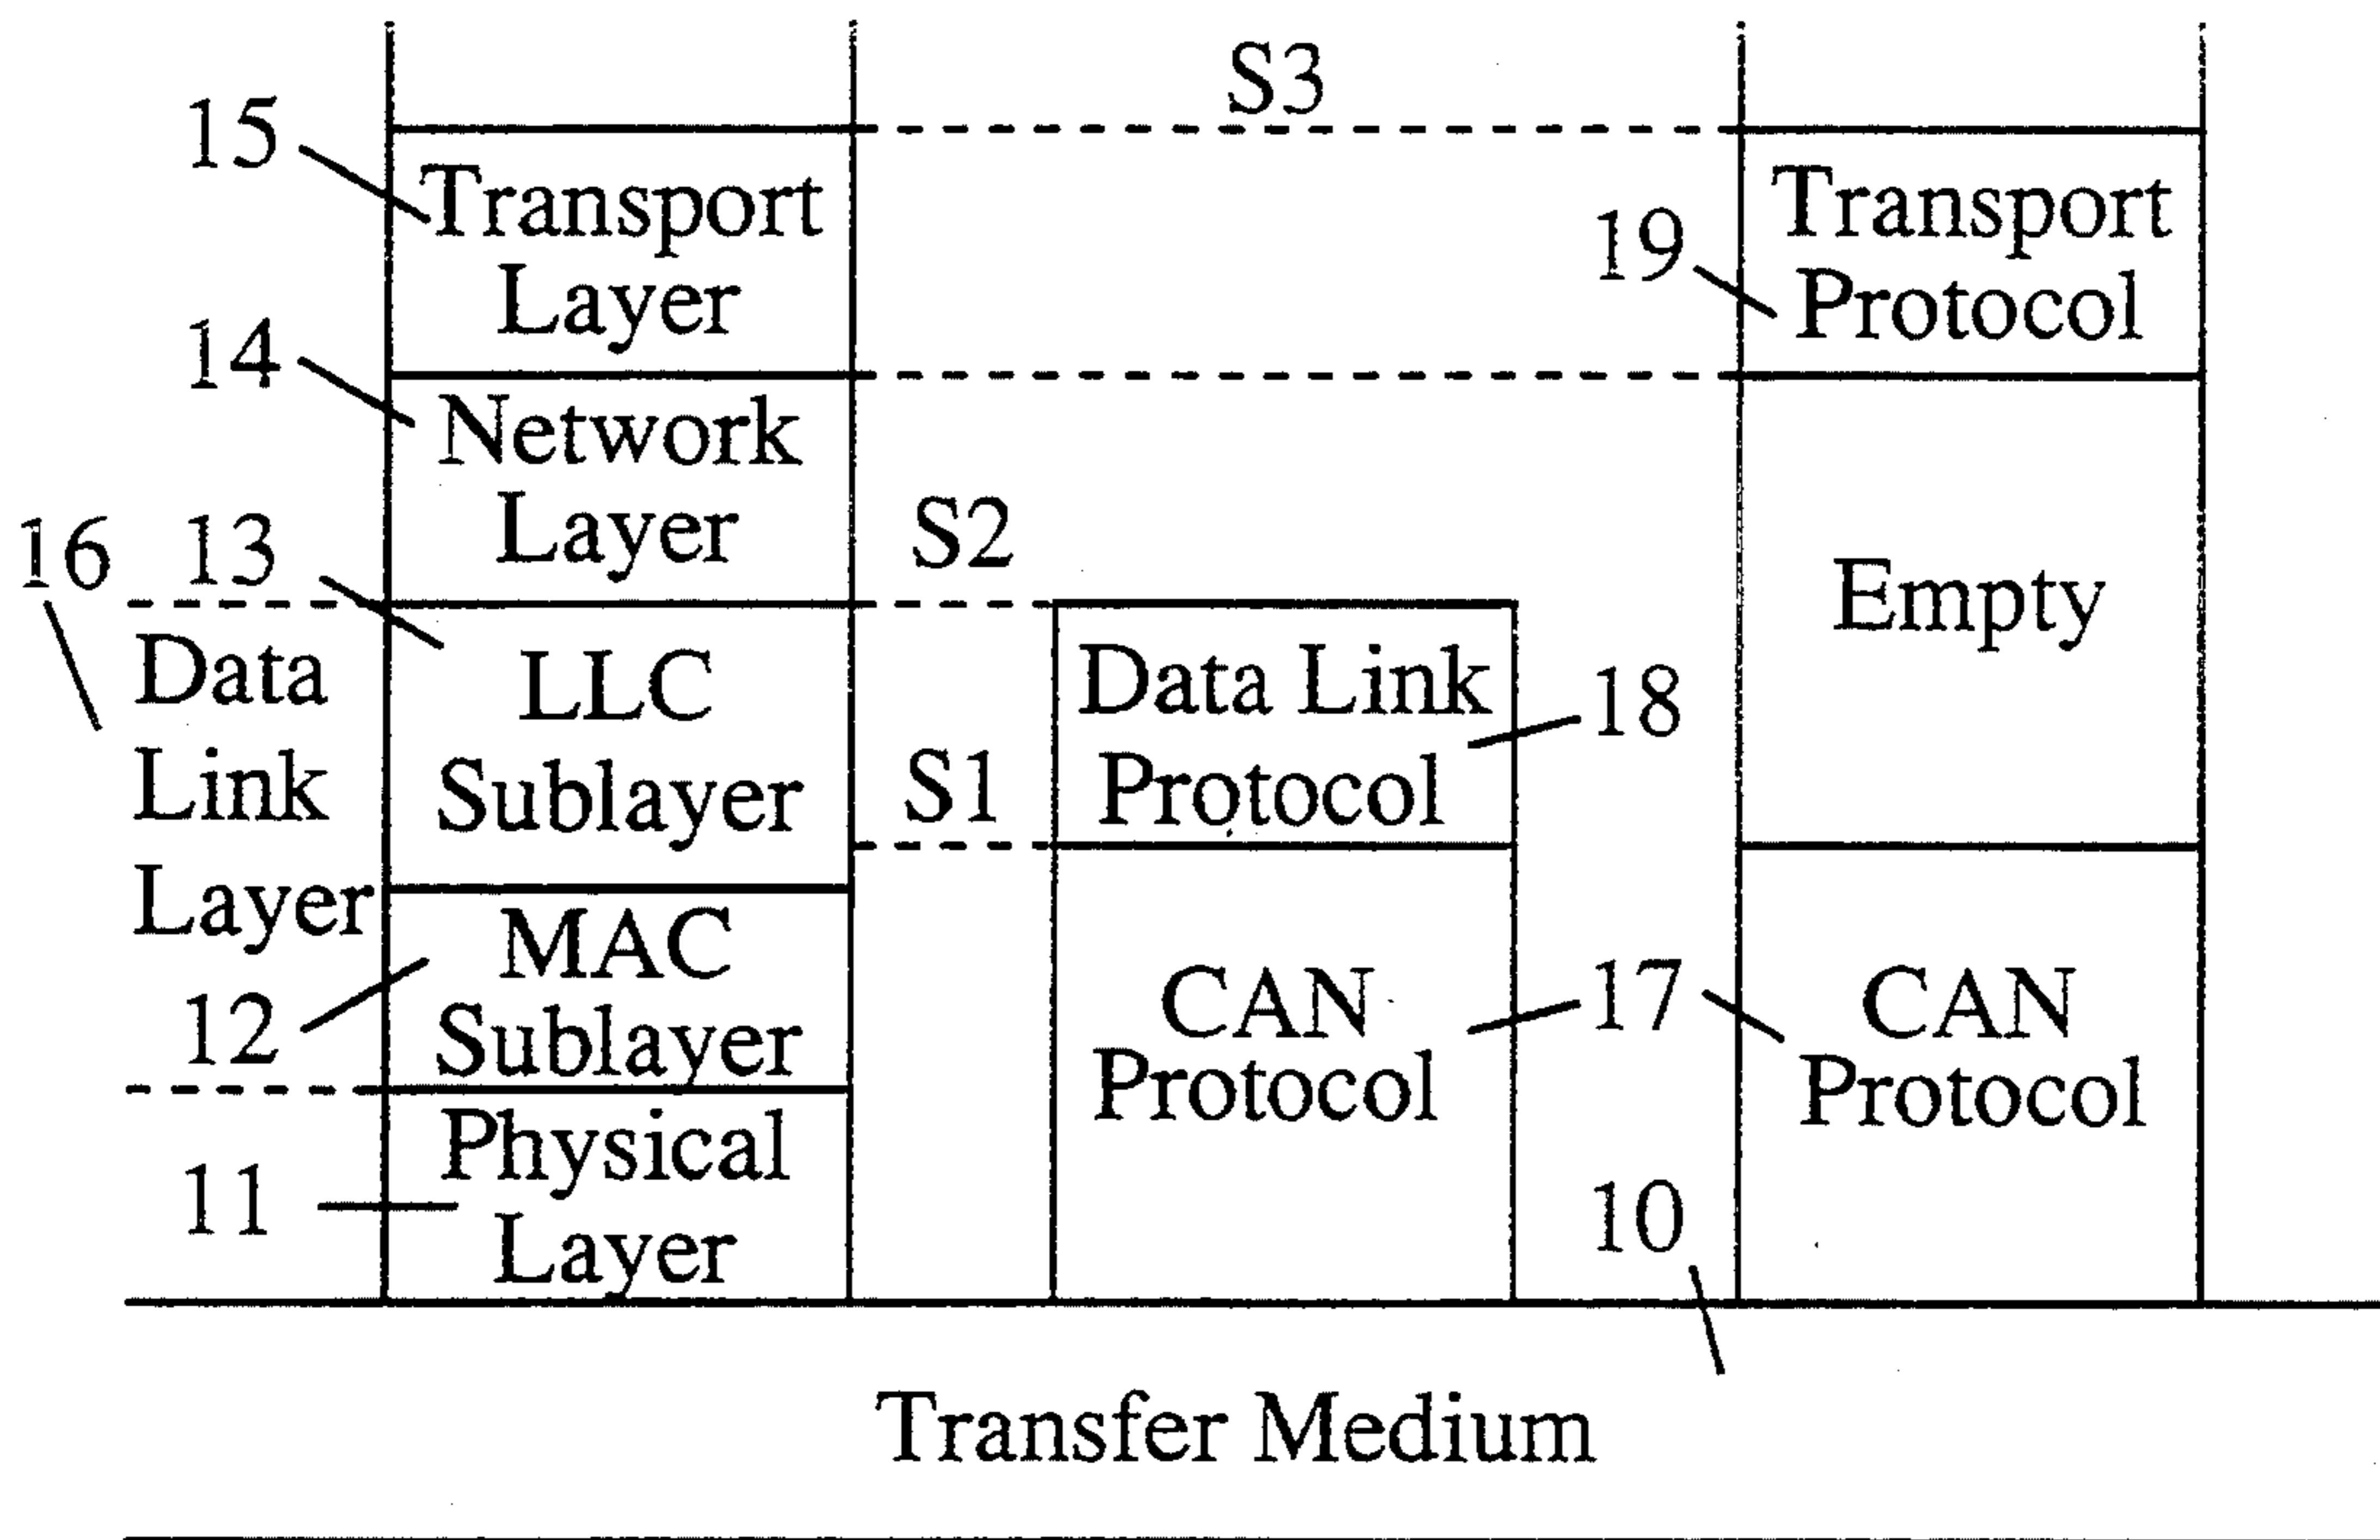 S3
15
Transport
Layer
19
Transport
Protocol
14
Network
Layer
S2
Empty
16
13
Data
Link
Layer
LLC
Sublayer
S1
Data Link
Protocol
18
12
MAC
Sublayer
CAN
Protocol
17
CAN
Protocol
11
Physical
Layer
10
Transfer Medium